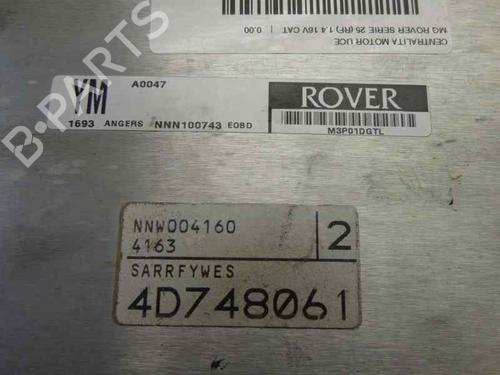 CENTRALITA MOTOR UCE
MG ROVER SERIE 25 (RF) 1.4 16V CAT
0.00
YM
A0047
1693 ANGERS NNN100743 EOBD
ROVER
M3P01DGTL
NNW004160
4163
2
SARRFYWES
4D748061
B-PARTS